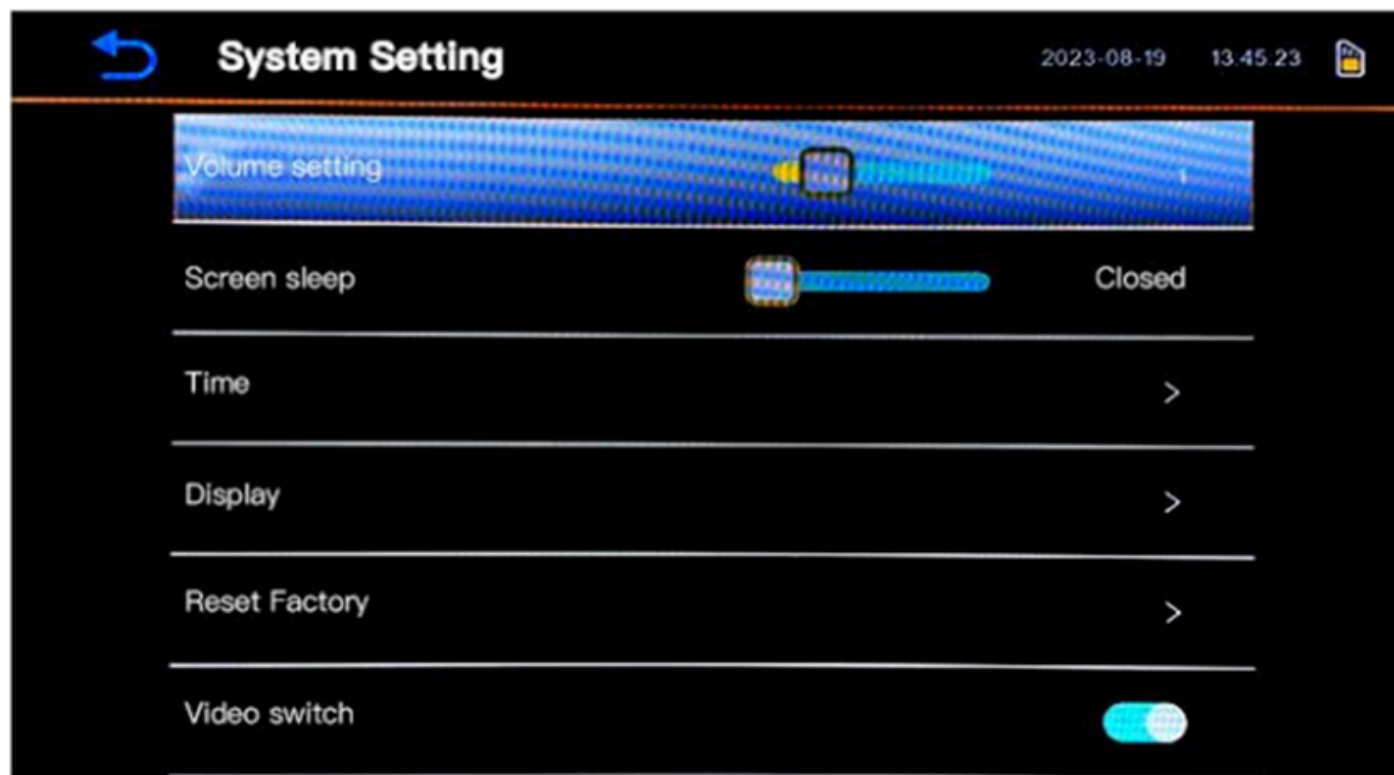 System Setting 2023-08-19 13:45:23
Volume setting 1
Screen sleep Closed
Time >
Display >
Reset Factory >
Video switch